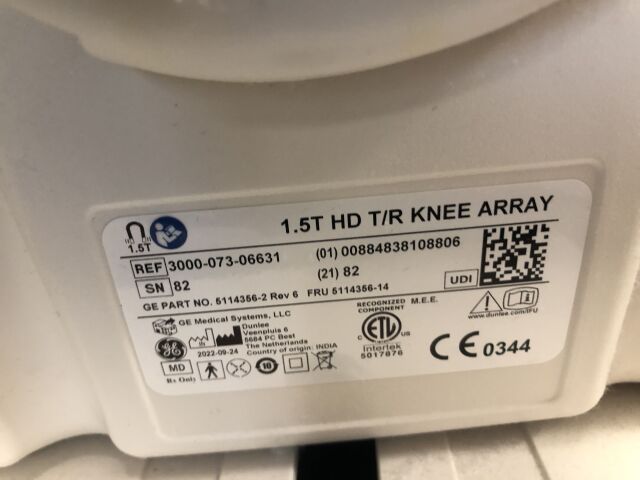 1.5T HD T/R KNEE ARRAY
1.5T
REF 3000-073-06631
(01) 00884838108806
SN 82
(21) 82
UDI
GE PART NO. 5114356-2 Rev 6 FRU 5114356-14
GE Medical Systems, LLC
Dunlee
Veenpluis 6
5684 PC Best
The Netherlands
IN
2022-09-24
Country of origin: INDIA
MD
Rx Only
10
RECOGNIZED COMPONENT
M.E.E.
C ETL
Intertek
5017876
www.dunlee.com/IFU
CE 0344